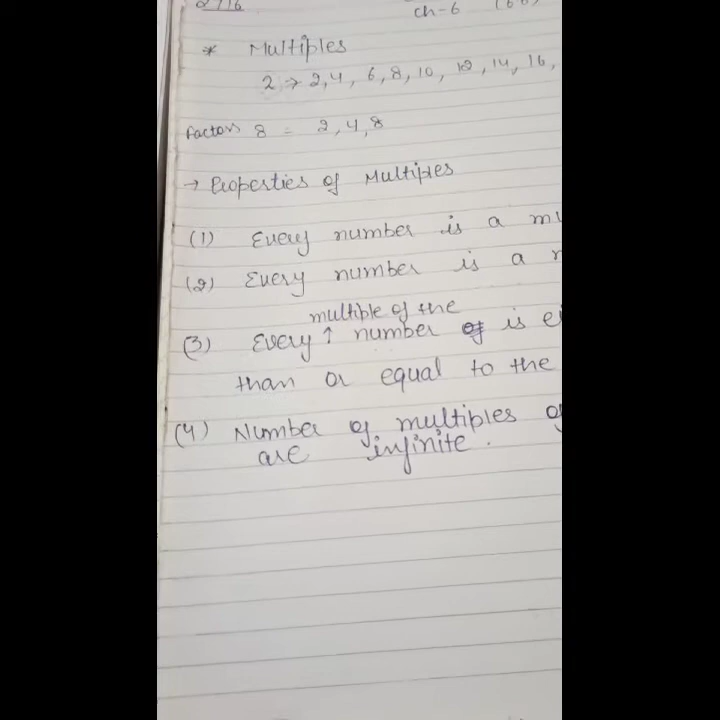 ch-6
* Multiples
2 → 2,4, 6,8, 10, 12, 14, 16,
Factors 8 = 2,4,8
→ Properties of Multiples
(1) Every number is a
(2) Every number is a
multiple of the
(3) Every ↑ number of is
than or equal to the
(4) Number of multiples
are infinite.